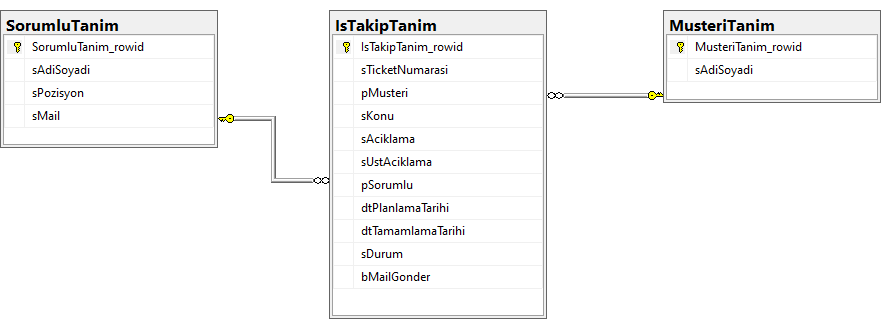 SorumluTanim
SorumluTanim_rowid
sAdiSoyadi
sPozisyon
sMail
IsTakipTanim
IsTakipTanim_rowid
sTicketNumarasi
pMusteri
sKonu
sAciklama
sUstAciklama
pSorumlu
dtPlanlamaTarihi
dtTamamlamaTarihi
sDurum
bMailGonder
MusteriTanim
MusteriTanim_rowid
sAdiSoyadi